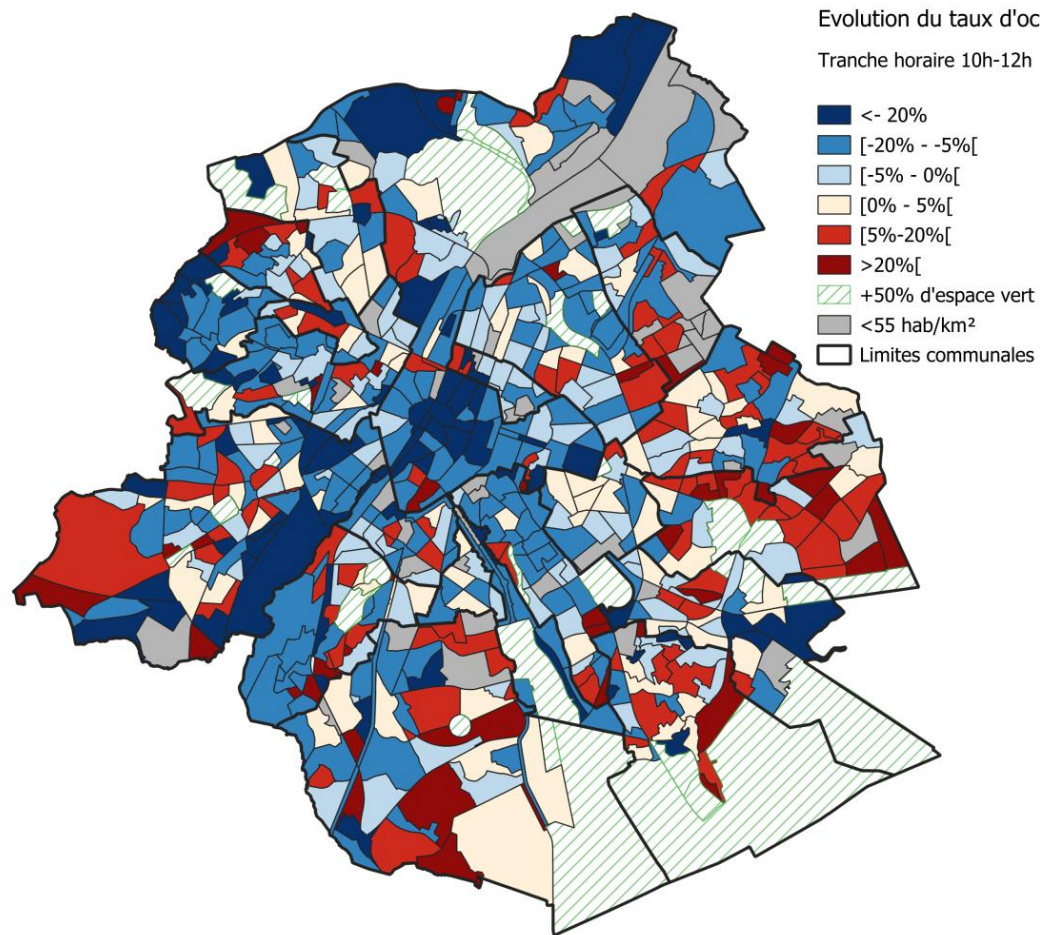 Evolution du taux d'oc
Tranche horaire 10h-12h
<- 20%
[-20% - -5%[
[-5% - 0%[
[0% - 5%[
[5%-20%[
>20%[
+50% d'espace vert
<55 hab/km²
Limites communales